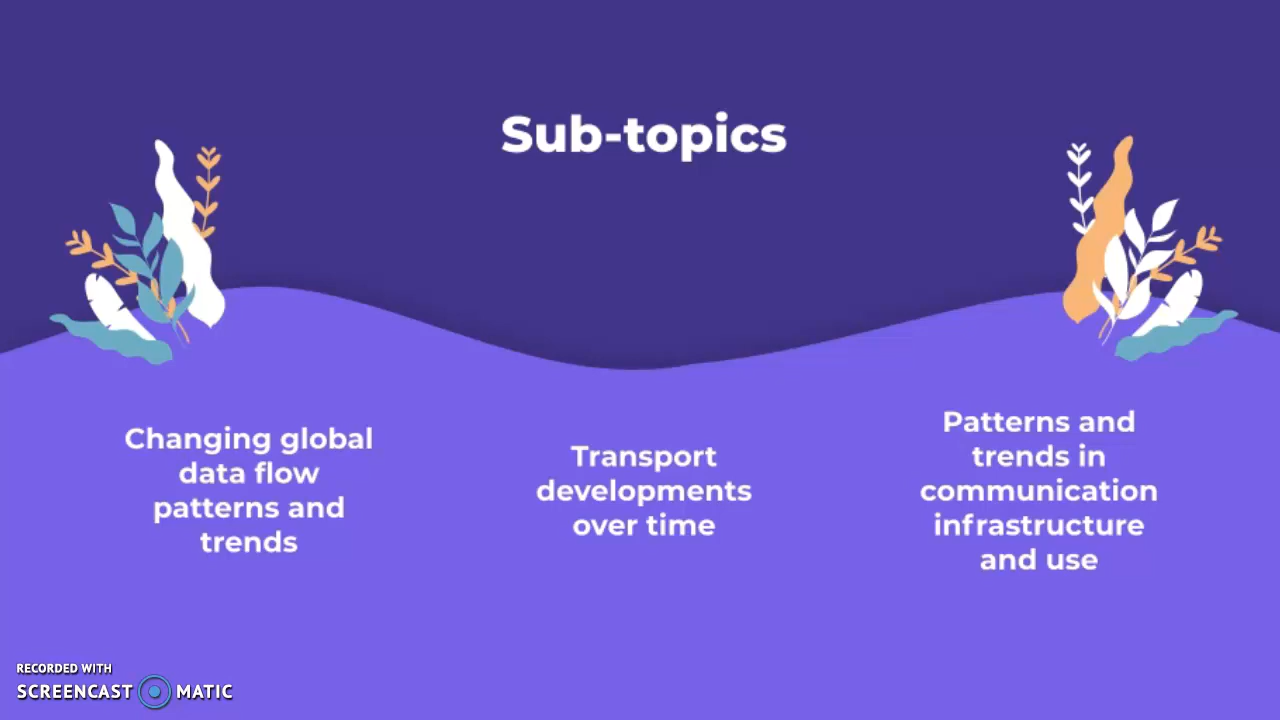 Sub-topics
Changing global
data flow
patterns and
trends
Transport
developments
over time
Patterns and
trends in
communication
infrastructure
and use
RECORDED WITH
SCREENCAST MATIC